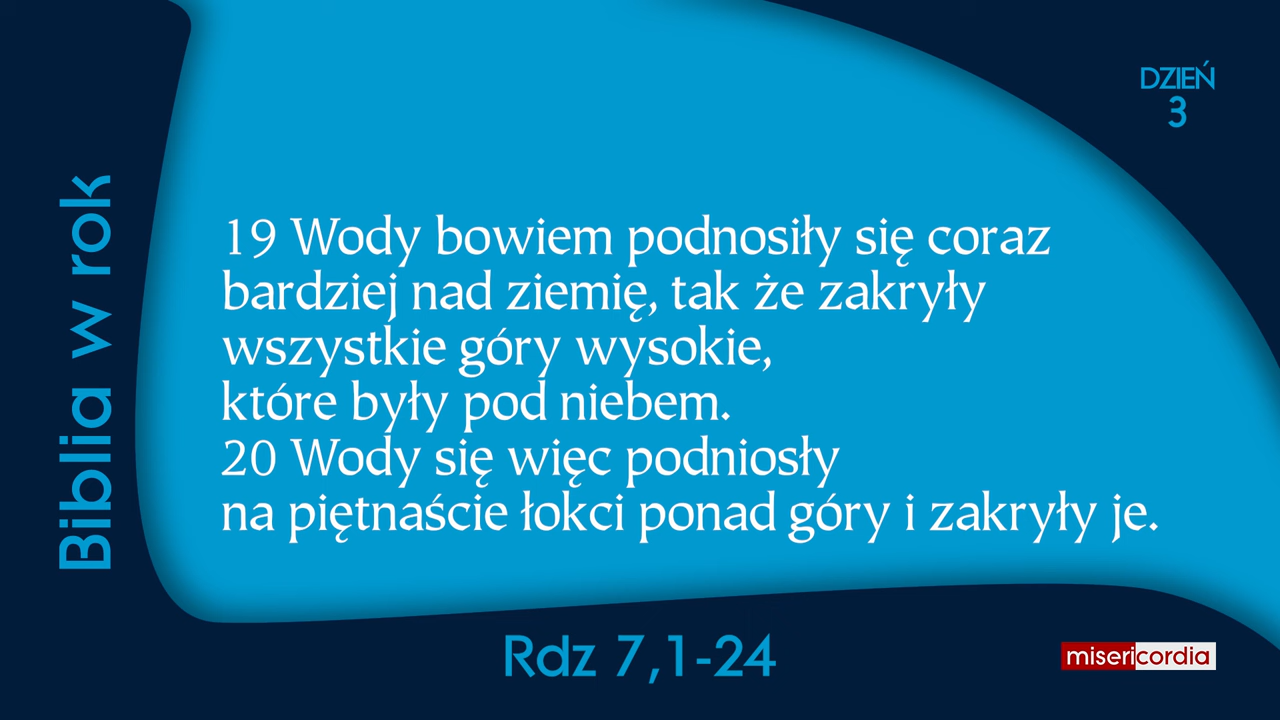 DZIEŃ
3
Biblia w rok
19 Wody bowiem podnosiły się coraz
bardziej nad ziemię, tak że zakryły
wszystkie góry wysokie,
które były pod niebem.
20 Wody się więc podniosły
na piętnaście łokci ponad góry i zakryły je.
Rdz 7,1-24
misericordia